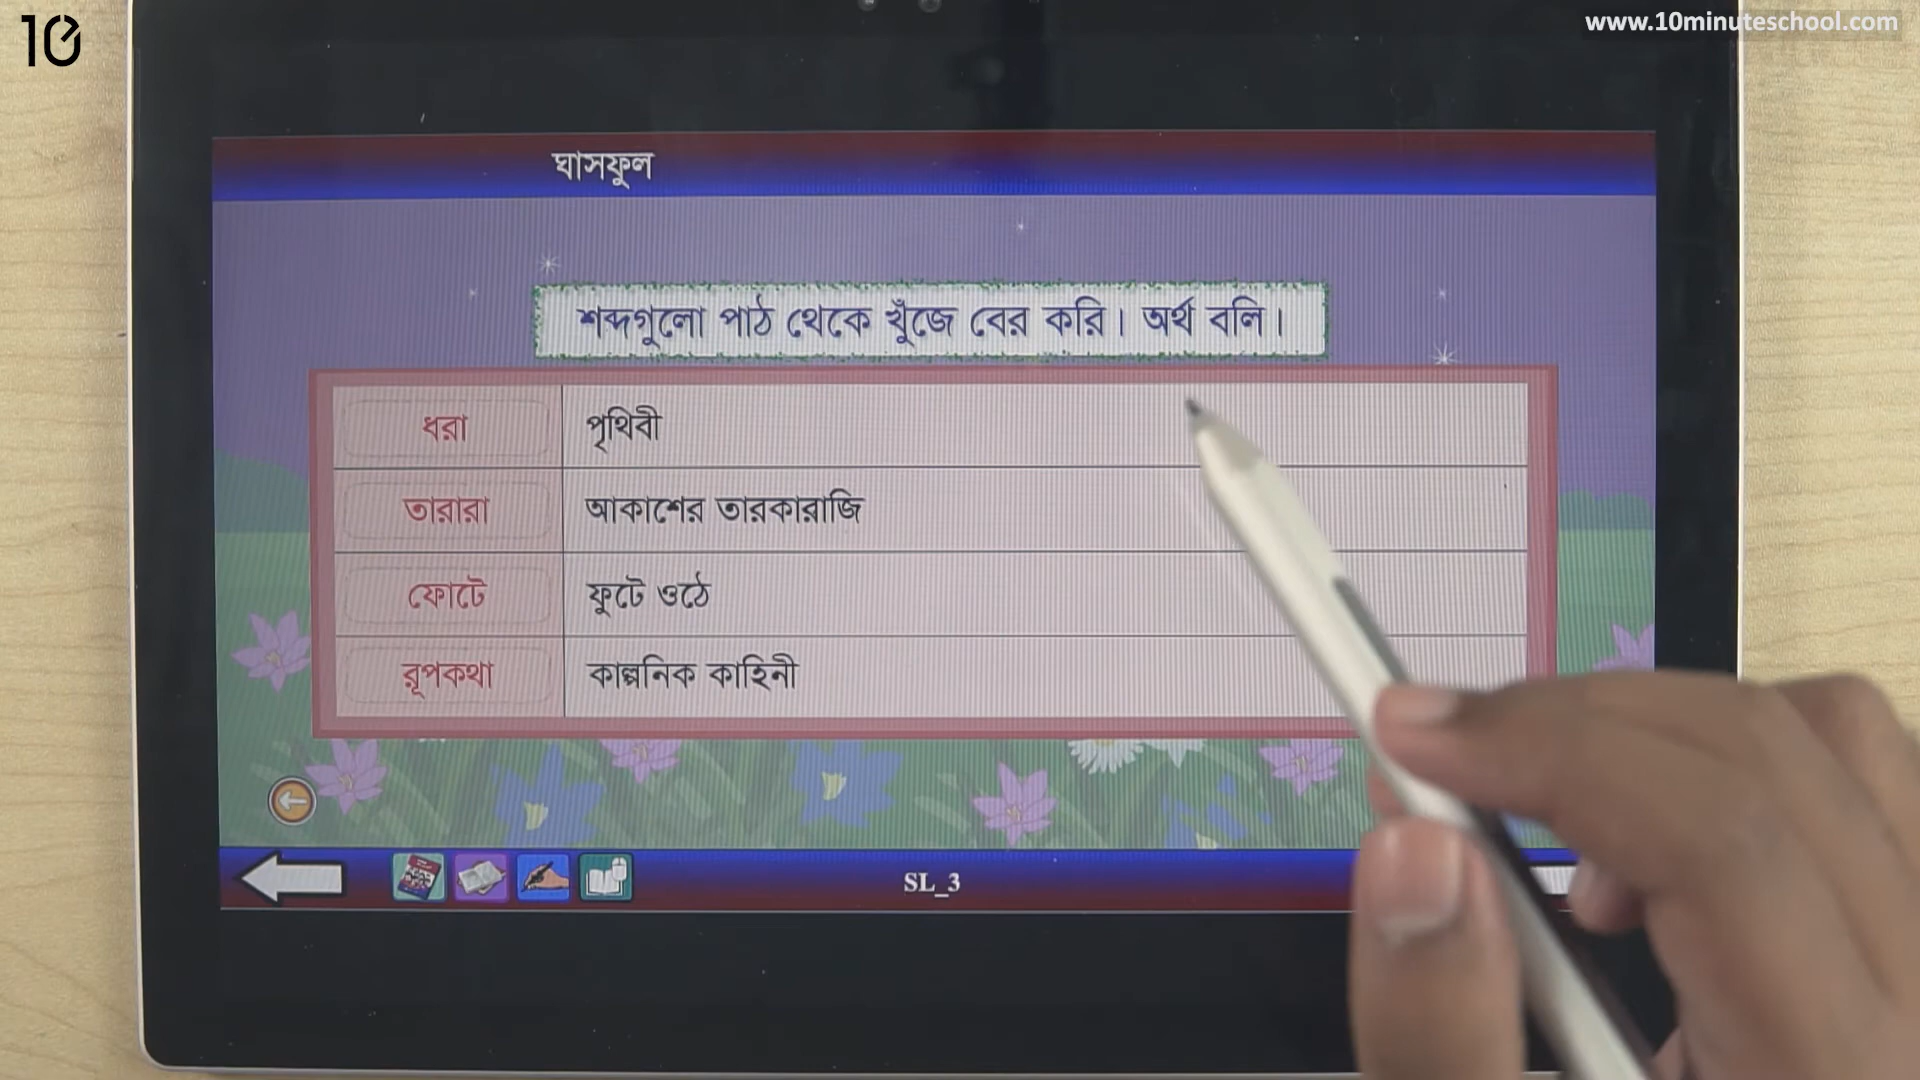 10
www.10minuteschool.com
ঘাসফুল
শব্দগুলো পাঠ থেকে খুঁজে বের করি। অর্থ বলি।
ধরা পৃথিবী
তারারা আকাশের তারকারাজি
ফোটে ফুটে ওঠে
রূপকথা কাল্পনিক কাহিনী
SL_3